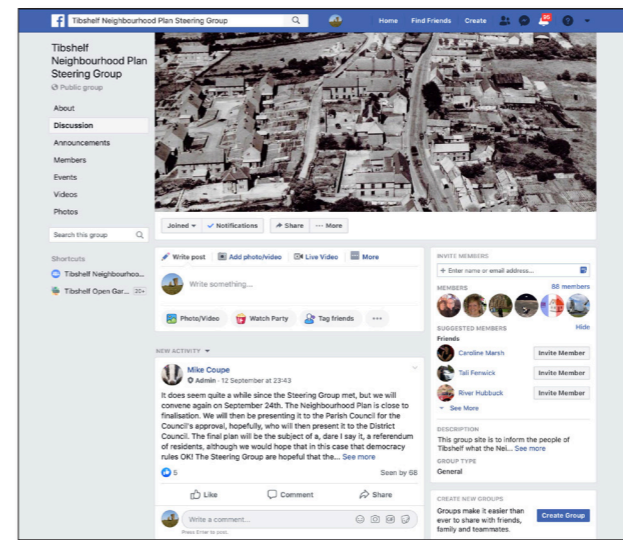 Tibshelf Neighbourhood Plan Steering Group
Home
Find Friends
Create
Tibshelf
Neighbourhood Plan
Steering Group
Public group
About
Discussion
Announcements
Members
Events
Videos
Photos
Search this group
Shortcuts
Tibshelf Neighbourhoo...
Tibshelf Open Gar... 20+
Joined
Notifications
Share
More
Write post
Add photo/video
Live Video
More
Write something...
Photo/Video
Watch Party
Tag friends
NEW ACTIVITY
Mike Coupe
Admin · 12 September at 23:43
It does seem quite a while since the Steering Group met, but we will
convene again on September 24th. The Neighbourhood Plan is close to
finalisation. We will then be presenting it to the Parish Council for the
Council's approval, hopefully, who will then present it to the District
Council. The final plan will be the subject of a, dare I say it, a referendum
of residents, although we would hope that in this case that democracy
rules OK! The Steering Group are hopeful that the... See more
5
Seen by 68
Like
Comment
Share
Write a comment...
Press Enter to post.
INVITE MEMBERS
+ Enter name or email address...
MEMBERS
88 members
SUGGESTED MEMBERS
Hide
Friends
Caroline Marsh
Invite Member
Tali Fenwick
Invite Member
River Hubbuck
Invite Member
See More
DESCRIPTION
This group site is to inform the people of
Tibshelf what the Nei... See more
GROUP TYPE
General
CREATE NEW GROUPS
Groups make it easier than
ever to share with friends,
family and teammates.
Create Group